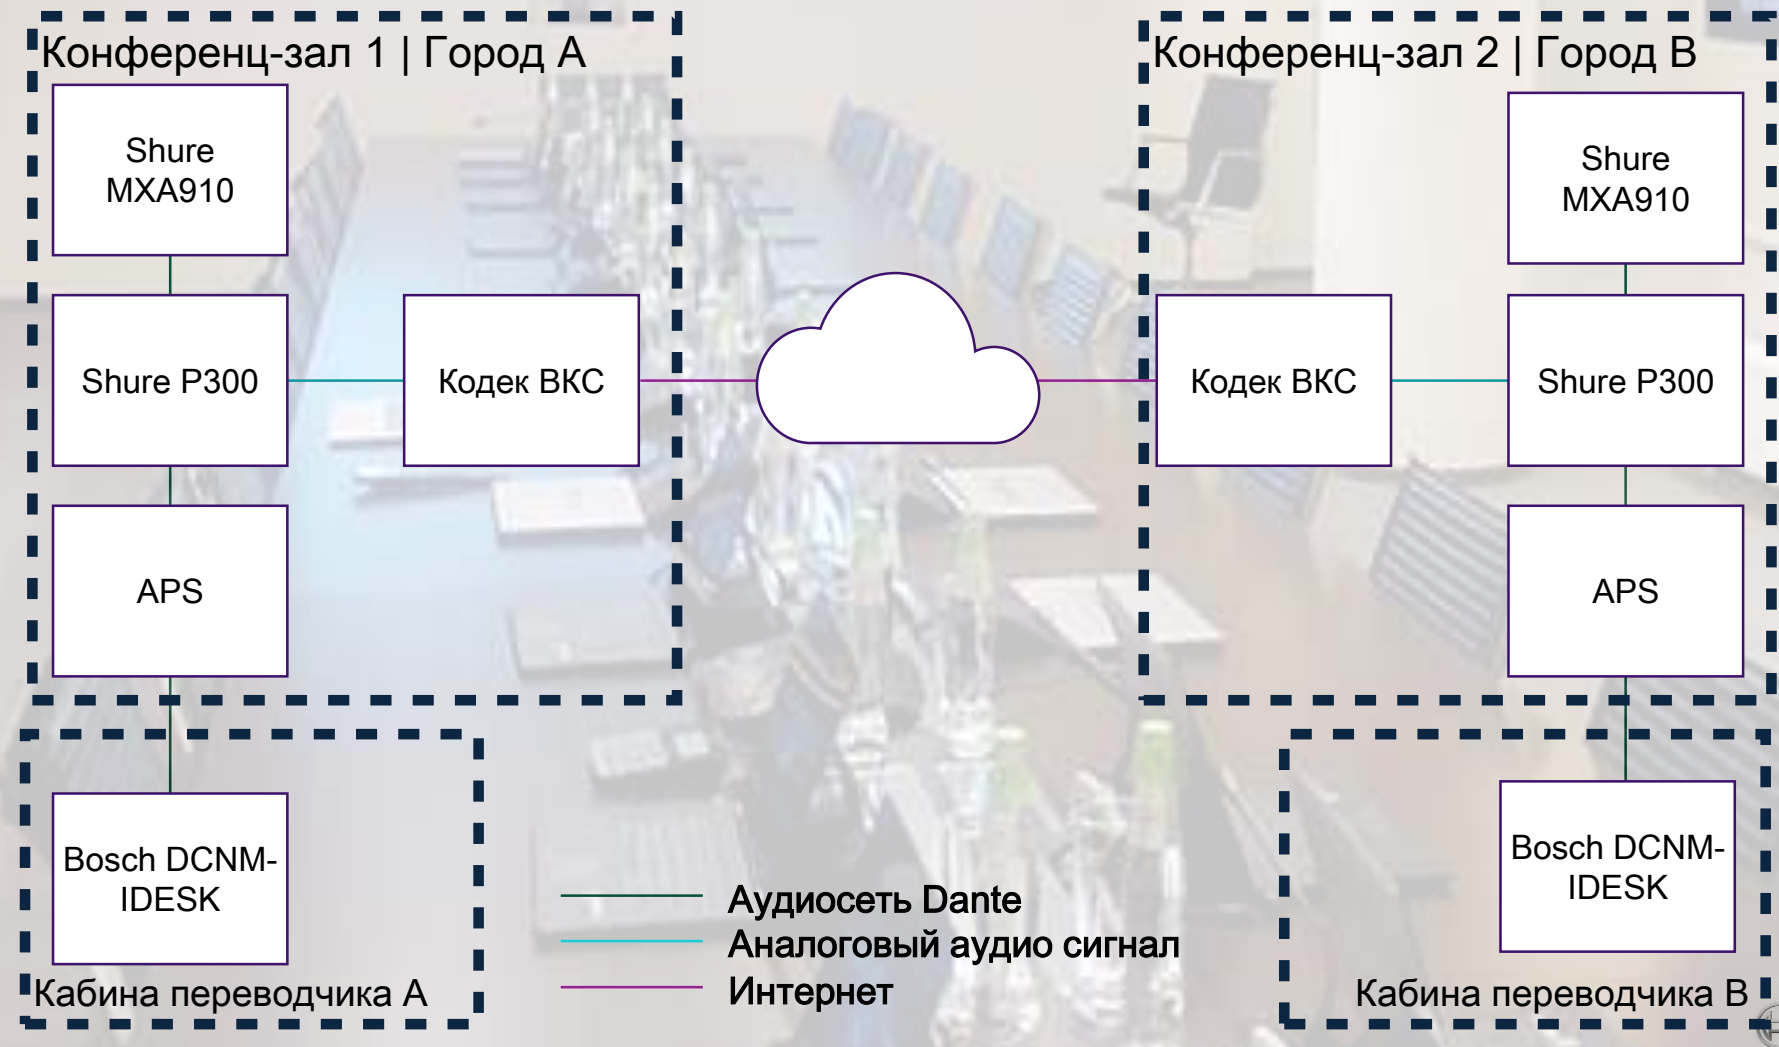 Конференц-зал 1 | Город А
Shure
MXA910
Shure P300
Кодек ВКС
APS
Bosch DCNM-
IDESK
Кабина переводчика А
Конференц-зал 2 | Город В
Shure
MXA910
Кодек ВКС
Shure P300
APS
Bosch DCNM-
IDESK
Кабина переводчика В
Аудиосеть Dante
Аналоговый аудио сигнал
Интернет